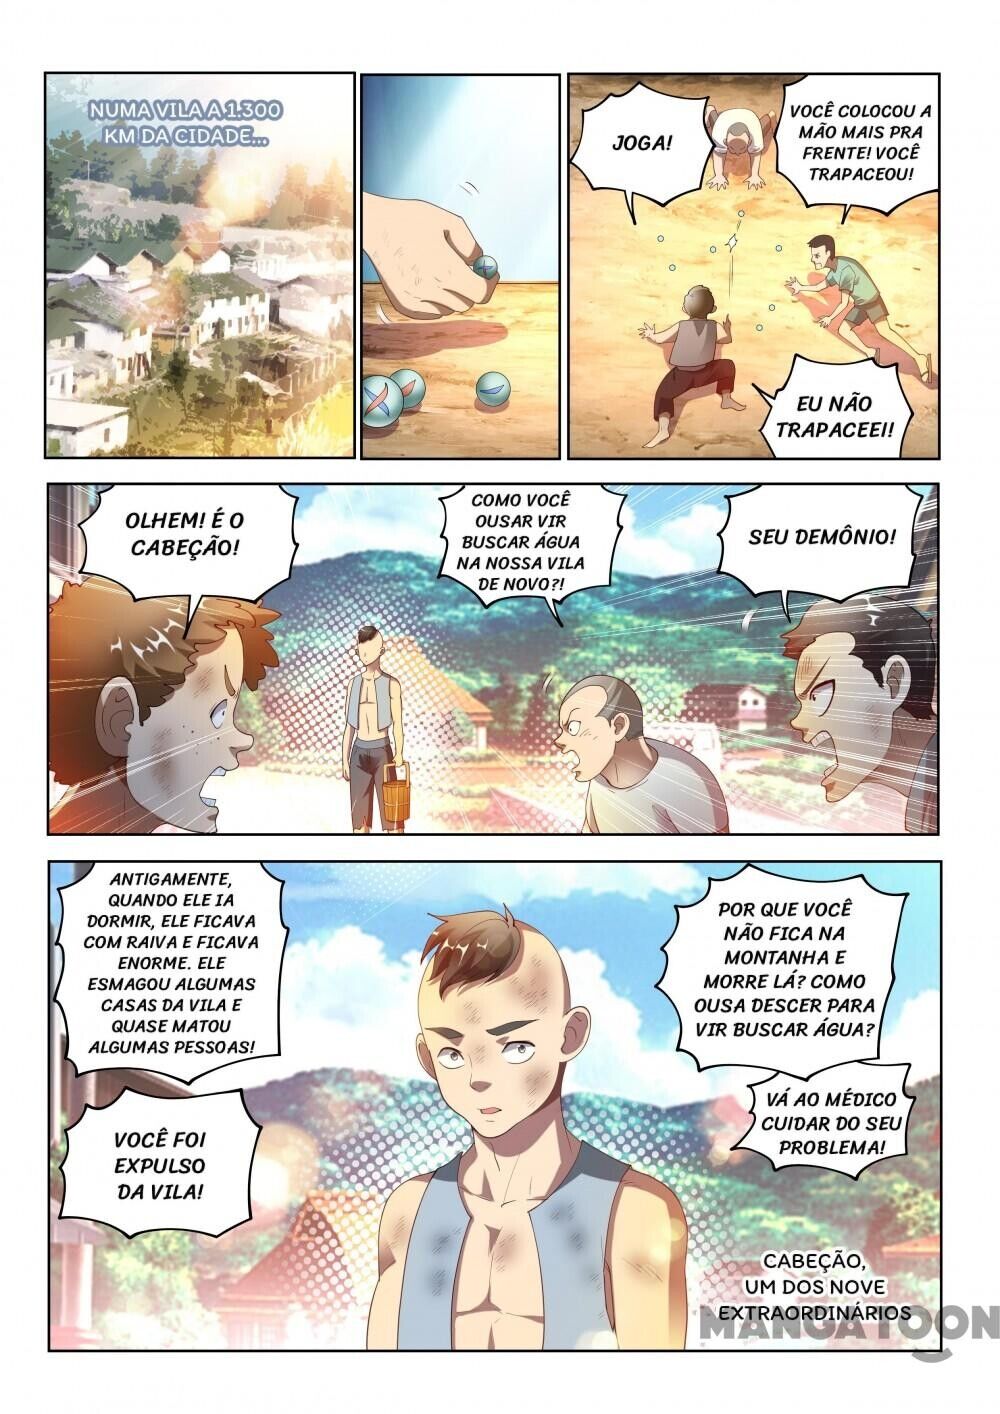 NUMA VILA A 1.300
KM DA CIDADE...
JOGA!
VOCÊ COLOCOU A
MÃO MAIS PRA
FRENTE! VOCÊ
TRAPACEOU!
EU NÃO
TRAPACEEI!
OLHEM! É O
CABEÇÃO!
COMO VOCÊ
OUSAR VIR
BUSCAR ÁGUA
NA NOSSA VILA
DE NOVO?!
SEU DEMÔNIO!
ANTIGAMENTE,
QUANDO ELE IA
DORMIR, ELE FICAVA
COM RAIVA E FICAVA
ENORME. ELE
ESMAGOU ALGUMAS
CASAS DA VILA E
QUASE MATOU
ALGUMAS PESSOAS!
POR QUE VOCÊ
NÃO FICA NA
MONTANHA E
MORRE LÁ? COMO
OUSA DESCER PARA
VIR BUSCAR ÁGUA?
VÁ AO MÉDICO
CUIDAR DO SEU
PROBLEMA!
VOCÊ FOI
EXPULSO
DA VILA!
CABEÇÃO,
UM DOS NOVE
EXTRAORDINÁRIOS
MANGATOON